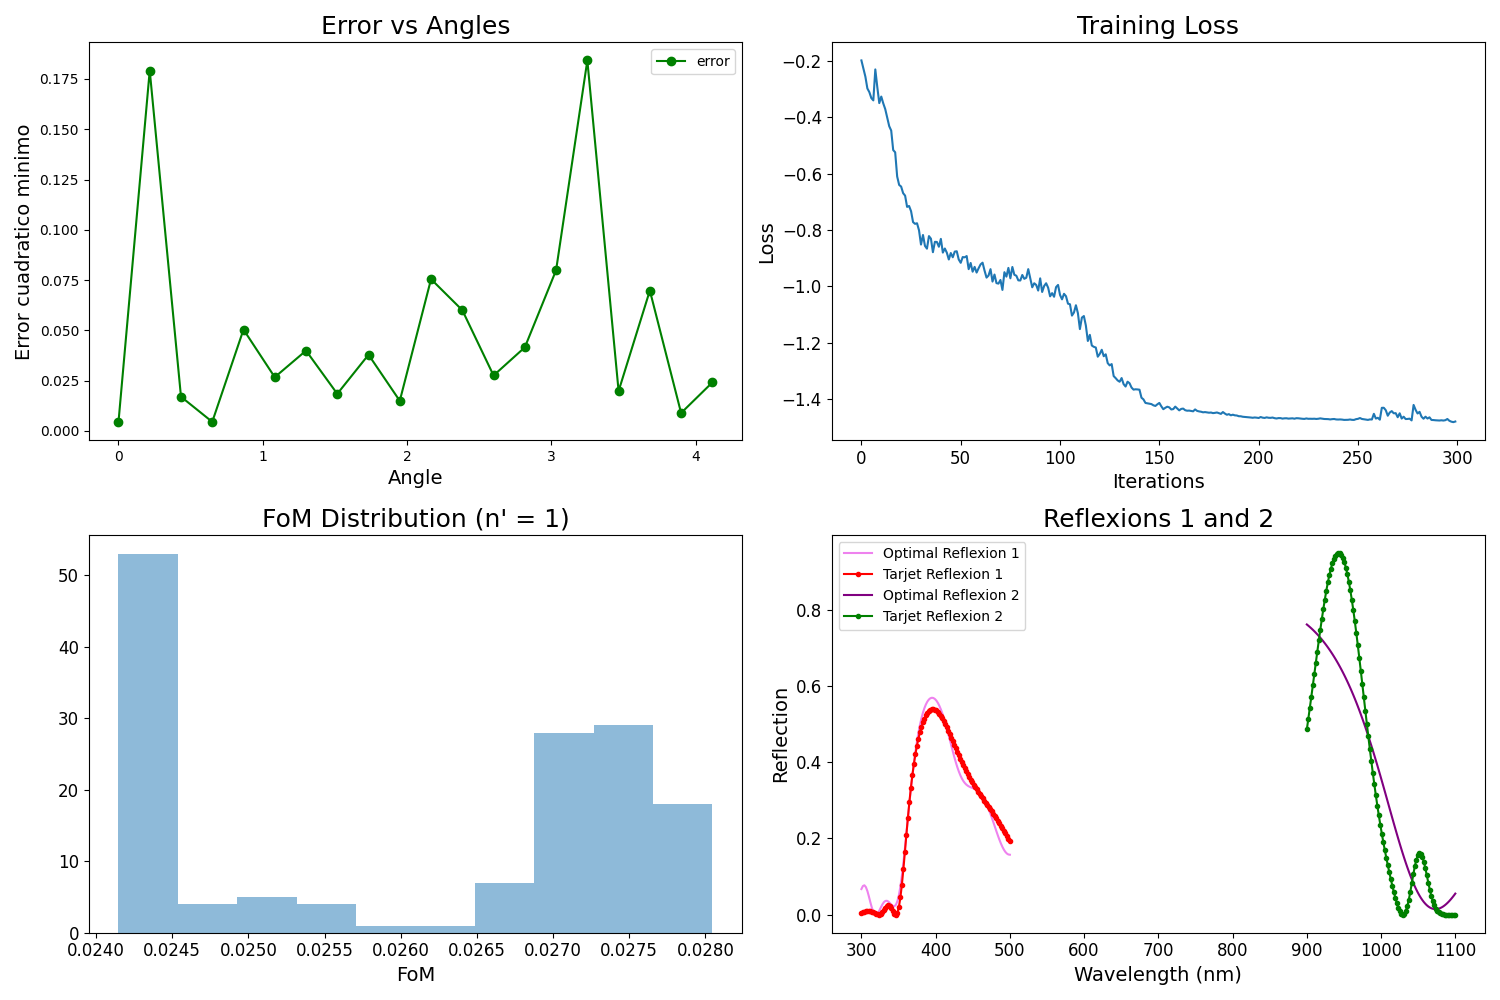 Error vs Angles
Error cuadratico minimo
0.175
0.150
0.125
0.100
0.075
0.050
0.025
0.000
error
0 1 2 3 4
Angle
Training Loss
Loss
−0.2
−0.4
−0.6
−0.8
−1.0
−1.2
−1.4
0 50 100 150 200 250 300
Iterations
FoM Distribution (n' = 1)
50
40
30
20
10
0
0.0240 0.0245 0.0250 0.0255 0.0260 0.0265 0.0270 0.0275 0.0280
FoM
Reflexions 1 and 2
Reflection
Optimal Reflexion 1
Tarjet Reflexion 1
Optimal Reflexion 2
Tarjet Reflexion 2
0.8
0.6
0.4
0.2
0.0
300 400 500 600 700 800 900 1000 1100
Wavelength (nm)